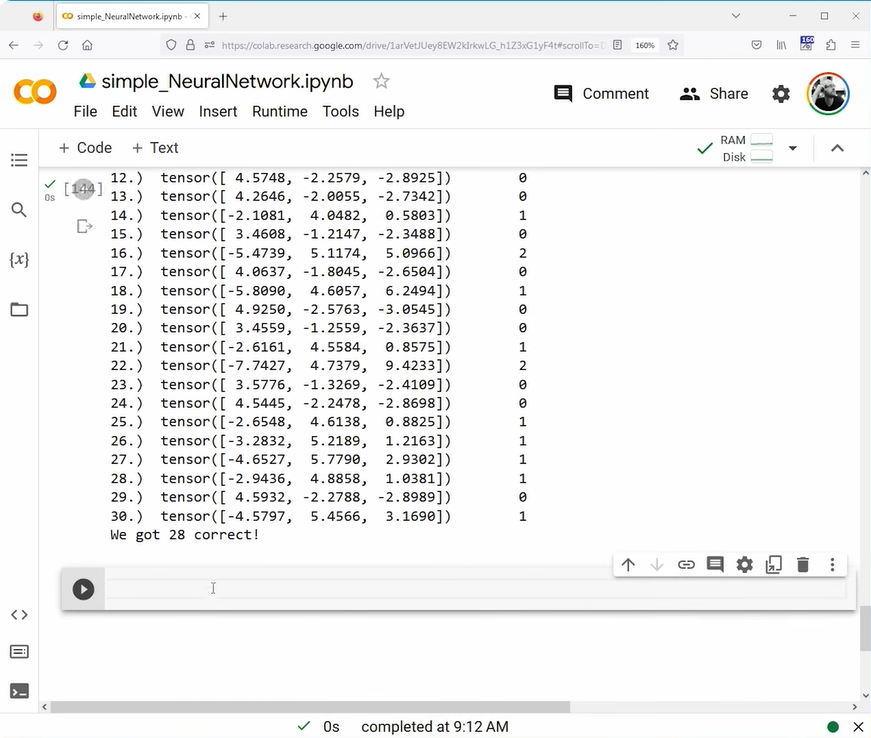 simple_NeuralNetwork.ipynb -
https://colab.research.google.com/drive/1arVetJUey8EW2kIrkwLG_h1Z3xG1yF4t#scrollTo=
160%
160
simple_NeuralNetwork.ipynb
File Edit View Insert Runtime Tools Help
Comment
Share
+ Code + Text
RAM
Disk
0s
[144]
12.) tensor([ 4.5748, -2.2579, -2.8925]) 0
13.) tensor([ 4.2646, -2.0055, -2.7342]) 0
14.) tensor([-2.1081, 4.0482, 0.5803]) 1
15.) tensor([ 3.4608, -1.2147, -2.3488]) 0
16.) tensor([-5.4739, 5.1174, 5.0966]) 2
17.) tensor([ 4.0637, -1.8045, -2.6504]) 0
18.) tensor([-5.8090, 4.6057, 6.2494]) 1
19.) tensor([ 4.9250, -2.5763, -3.0545]) 0
20.) tensor([ 3.4559, -1.2559, -2.3637]) 0
21.) tensor([-2.6161, 4.5584, 0.8575]) 1
22.) tensor([-7.7427, 4.7379, 9.4233]) 2
23.) tensor([ 3.5776, -1.3269, -2.4109]) 0
24.) tensor([ 4.5445, -2.2478, -2.8698]) 0
25.) tensor([-2.6548, 4.6138, 0.8825]) 1
26.) tensor([-3.2832, 5.2189, 1.2163]) 1
27.) tensor([-4.6527, 5.7790, 2.9302]) 1
28.) tensor([-2.9436, 4.8858, 1.0381]) 1
29.) tensor([ 4.5932, -2.2788, -2.8989]) 0
30.) tensor([-4.5797, 5.4566, 3.1690]) 1
We got 28 correct!
{x}
0s completed at 9:12 AM